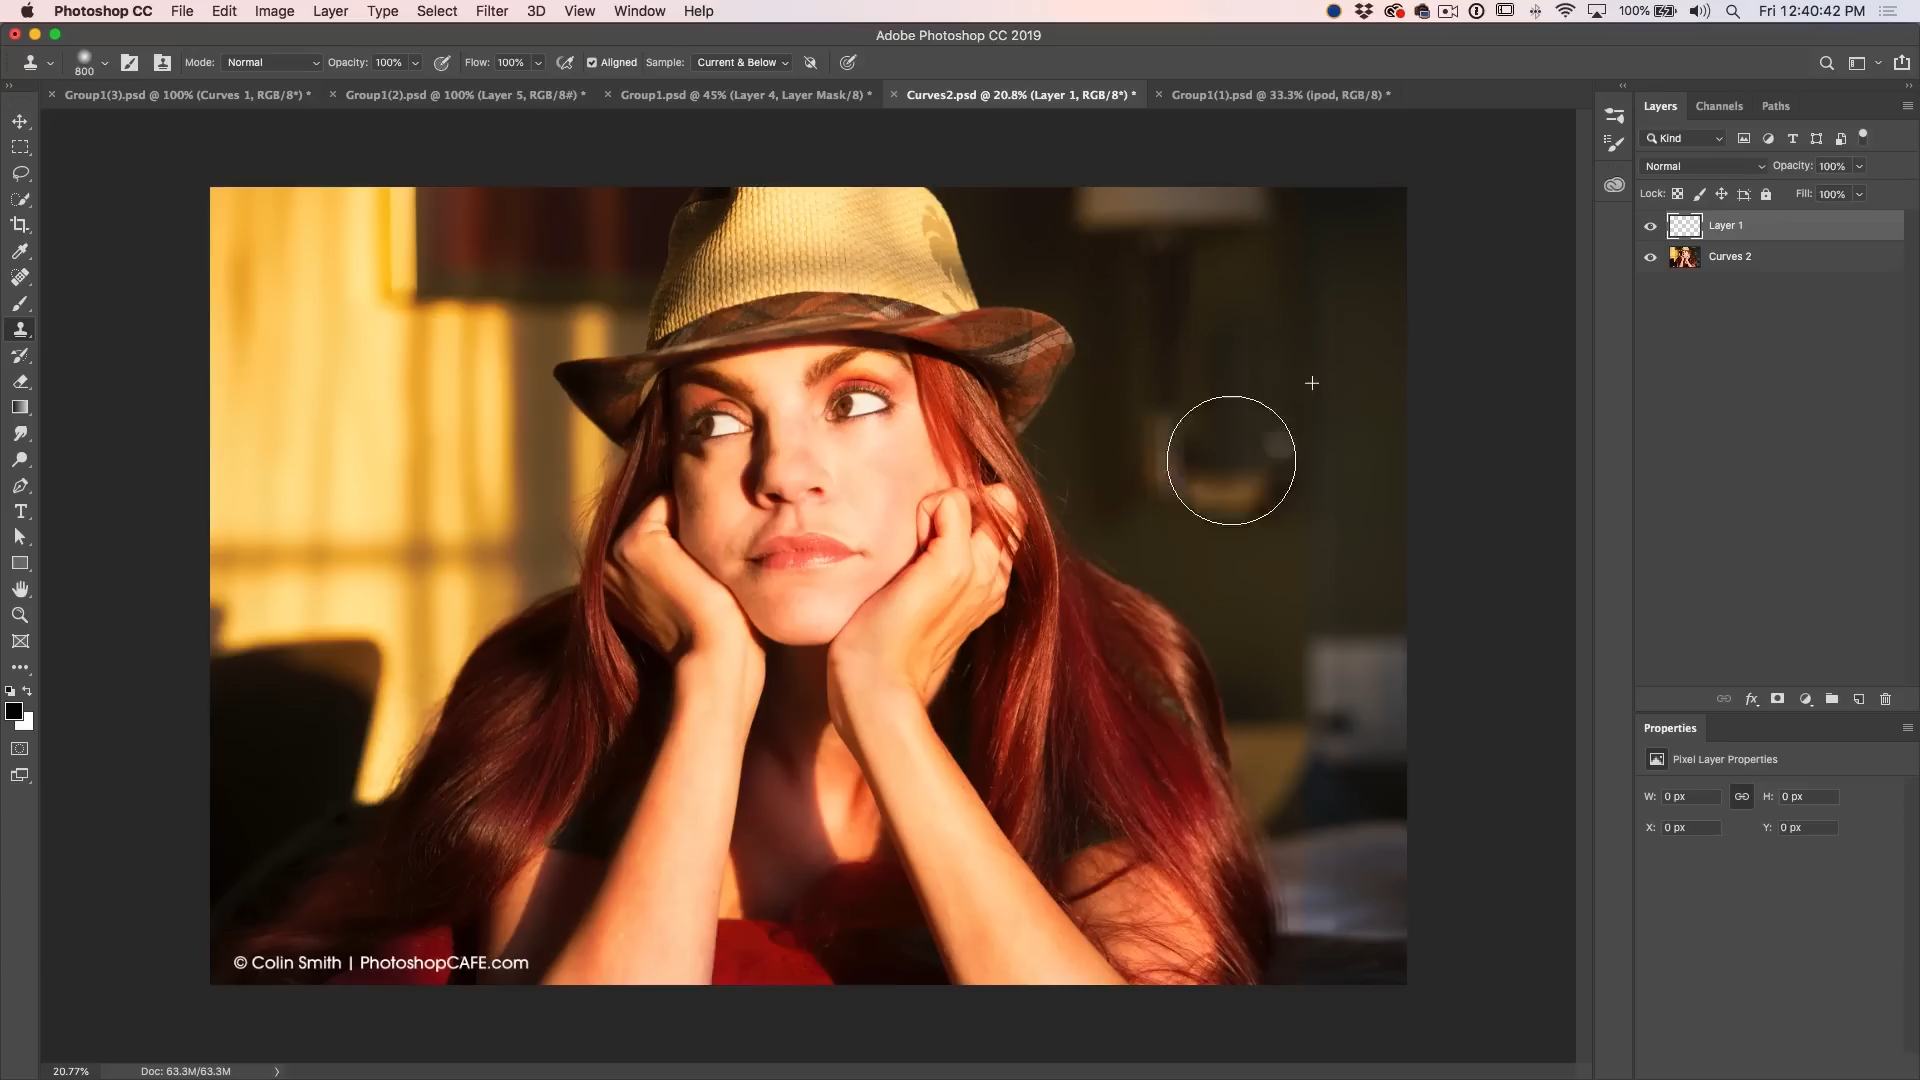 Photoshop CC File Edit Image Layer Type Select Filter 3D View Window Help 100% Fri 12:40:42 PM
Adobe Photoshop CC 2019
800 Mode: Normal Opacity: 100% Flow: 100% Aligned Sample: Current & Below
Group1(3).psd @ 100% (Curves 1, RGB/8*) * Group1(2).psd @ 100% (Layer 5, RGB/8#) * Group1.psd @ 45% (Layer 4, Layer Mask/8) * Curves2.psd @ 20.8% (Layer 1, RGB/8*) * Group1(1).psd @ 33.3% (ipod, RGB/8) *
Layers Channels Paths
Kind
Normal Opacity: 100%
Lock: Fill: 100%
Layer 1
Curves 2
fx
Properties
Pixel Layer Properties
W: 0 px H: 0 px
X: 0 px Y: 0 px
© Colin Smith | PhotoshopCAFE.com
20.77% Doc: 63.3M/63.3M